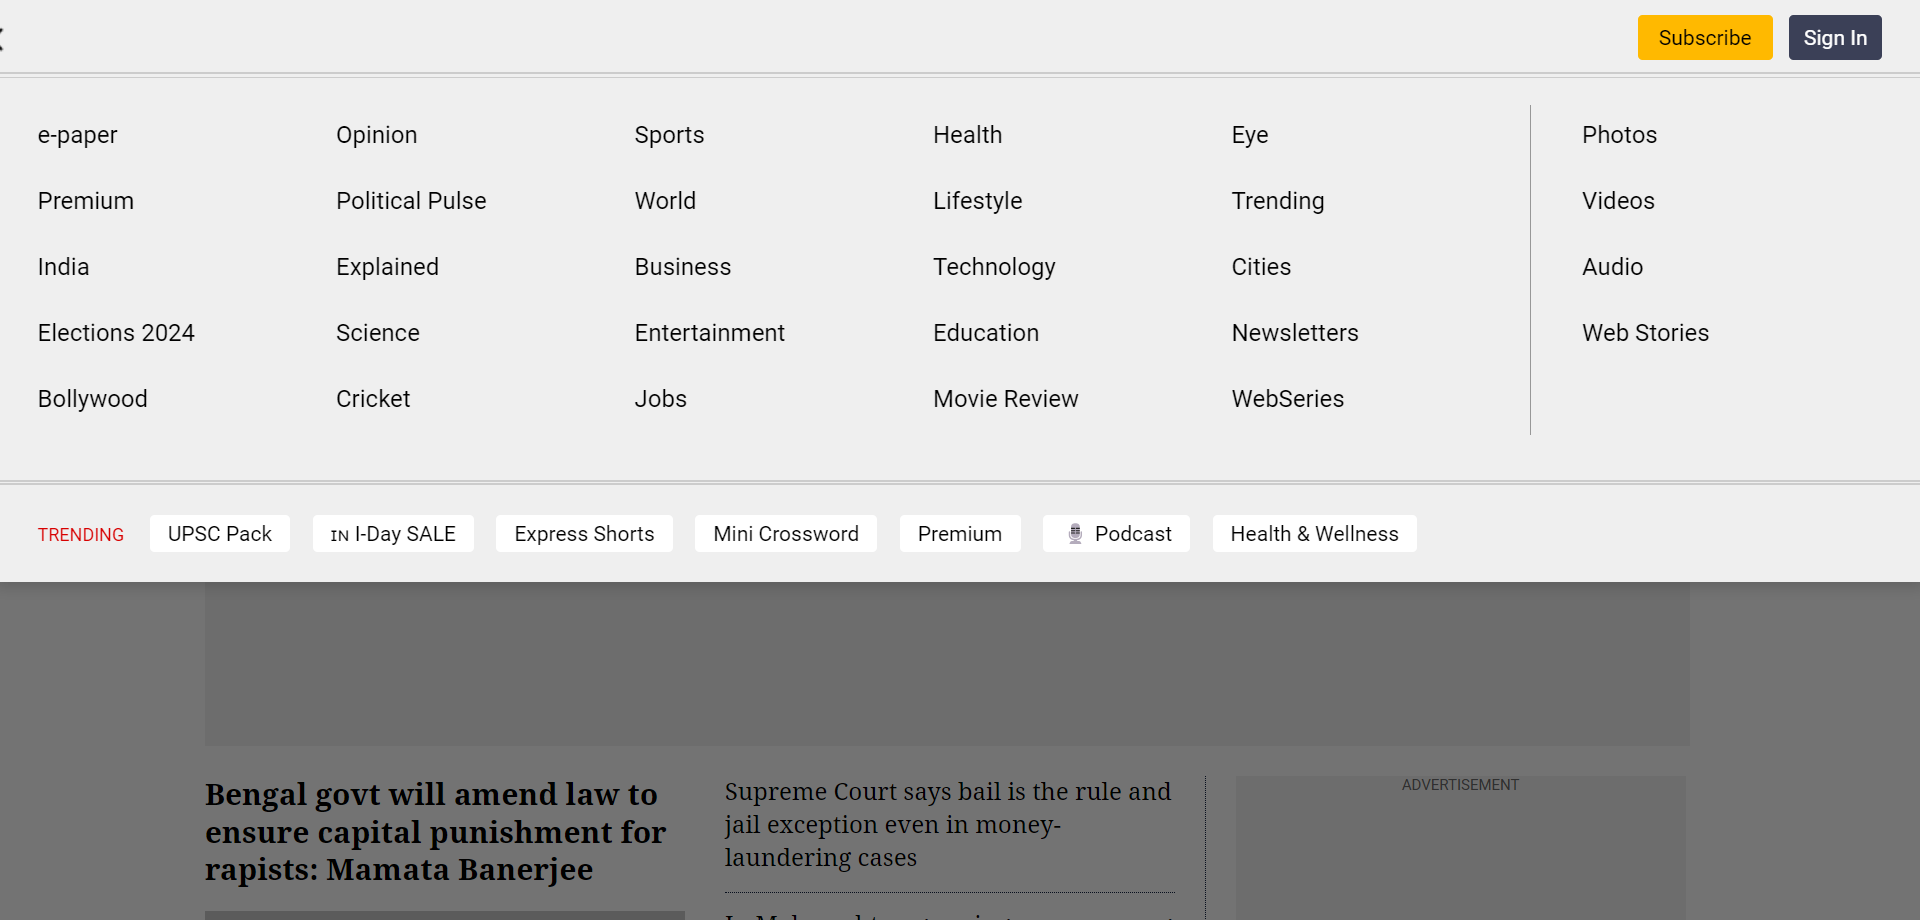 Subscribe
Sign In
e-paper
Opinion
Sports
Health
Eye
Photos
Premium
Political Pulse
World
Lifestyle
Trending
Videos
India
Explained
Business
Technology
Cities
Audio
Elections 2024
Science
Entertainment
Education
Newsletters
Web Stories
Bollywood
Cricket
Jobs
Movie Review
WebSeries
TRENDING
UPSC Pack
IN I-Day SALE
Express Shorts
Mini Crossword
Premium
Podcast
Health & Wellness
Bengal govt will amend law to
ensure capital punishment for
rapists: Mamata Banerjee
Supreme Court says bail is the rule and
jail exception even in money-
laundering cases
ADVERTISEMENT